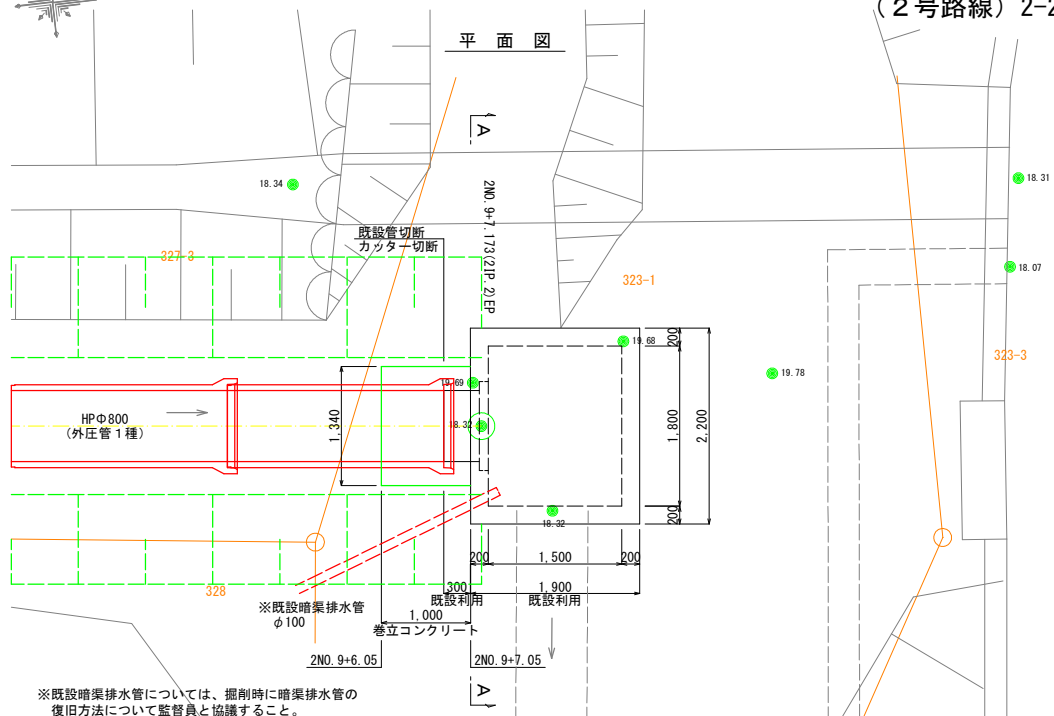 (２号路線) 2-2
平 面 図
A
18.34
18.31
2NO.9+7.173(2IP.2)EP
既設管切断
カッター切断
327-3
18.07
323-1
19.68
323-3
19.69
19.78
200
HPΦ800
(外圧管１種)
1,340
18.32
1,800
2,200
18.32
200
200
1,500
200
328
300
1,900
※既設暗渠排水管
φ100
既設利用
既設利用
1,000
巻立コンクリート
2NO.9+6.05
2NO.9+7.05
A
※既設暗渠排水管については、掘削時に暗渠排水管の
復旧方法について監督員と協議すること。